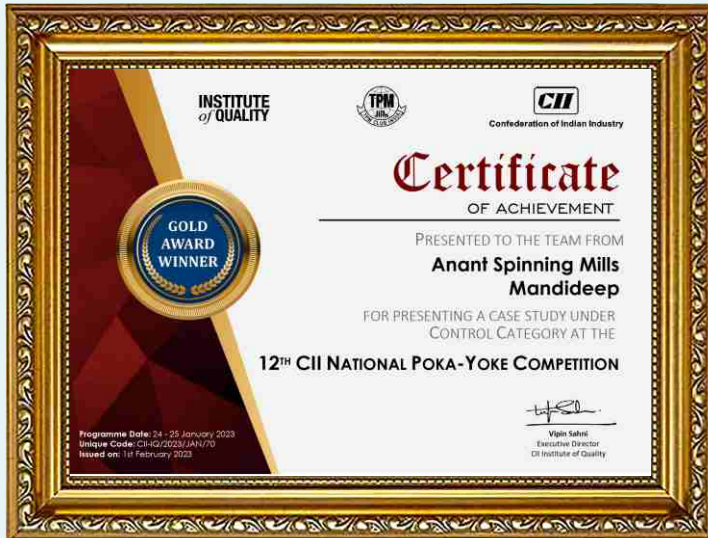 INSTITUTE
of QUALITY
TPM
TPM CLUB INDIA
CII
Confederation of Indian Industry
Certificate
OF ACHIEVEMENT
GOLD
AWARD
WINNER
PRESENTED TO THE TEAM FROM
Anant Spinning Mills
Mandideep
FOR PRESENTING A CASE STUDY UNDER
CONTROL CATEGORY AT THE
12TH CII NATIONAL POKA-YOKE COMPETITION
Vipin Sahni
Executive Director
CII Institute of Quality
Programme Date: 24 - 25 January 2023
Unique Code: CII-IQ/2023/JAN/70
Issued on: 1st February 2023